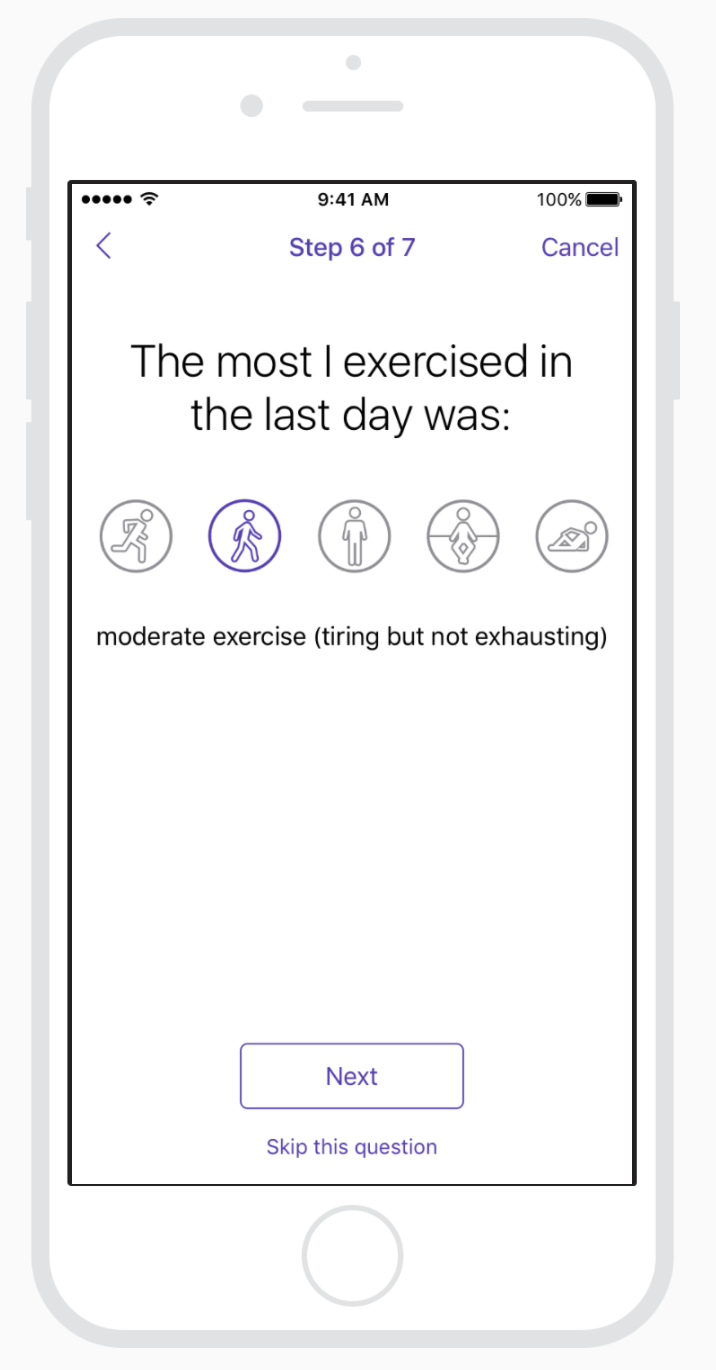 9:41 AM 100%
Step 6 of 7 Cancel
The most I exercised in
the last day was:
moderate exercise (tiring but not exhausting)
Next
Skip this question